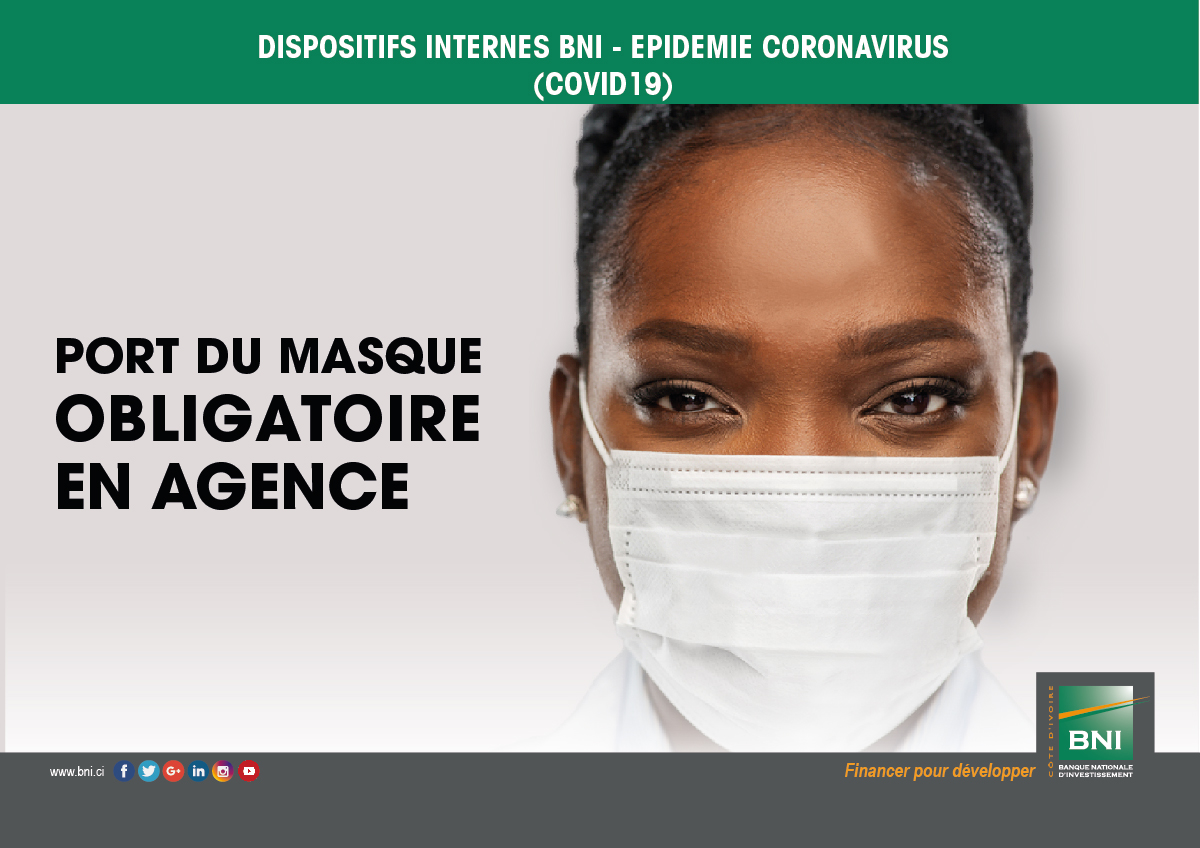 DISPOSITIFS INTERNES BNI - EPIDEMIE CORONAVIRUS
(COVID19)
PORT DU MASQUE
OBLIGATOIRE
EN AGENCE
www.bni.ci
Financer pour développer
CÔTE D'IVOIRE
BNI
BANQUE NATIONALE
D'INVESTISSEMENT